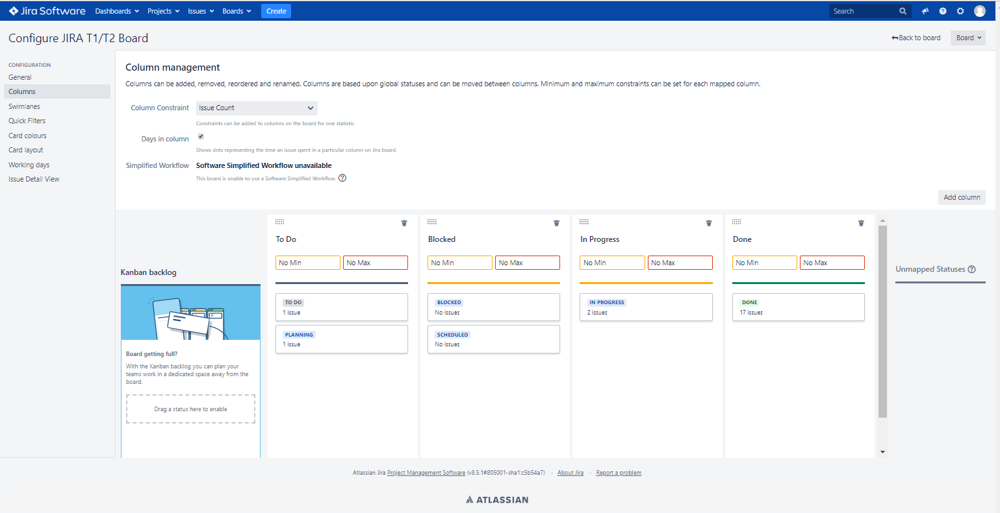 Jira Software Dashboards Projects Issues Boards Create Search
Configure JIRA T1/T2 Board
Back to board Board
CONFIGURATION
General
Columns
Swimlanes
Quick Filters
Card colours
Card layout
Working days
Issue Detail View
Column management
Columns can be added, removed, reordered and renamed. Columns are based upon global statuses and can be moved between columns. Minimum and maximum constraints can be set for each mapped column.
Column Constraint Issue Count
Constraints can be added to columns on the board for one statistic.
Days in column
Shows dots representing the time an issue spent in a particular column on Jira board.
Simplified Workflow Software Simplified Workflow unavailable
This board is unable to use a Software Simplified Workflow.
Add column
Kanban backlog
Board getting full?
With the Kanban backlog you can plan your
teams work in a dedicated space away from the
board.
Drag a status here to enable
To Do
No Min No Max
TO DO
1 issue
PLANNING
1 issue
Blocked
No Min No Max
BLOCKED
No issues
SCHEDULED
No issues
In Progress
No Min No Max
IN PROGRESS
2 issues
Done
No Min No Max
DONE
17 issues
Unmapped Statuses
Atlassian Jira Project Management Software (v8.5.1#805001-sha1:c5b54a7) · About Jira · Report a problem
ATLASSIAN